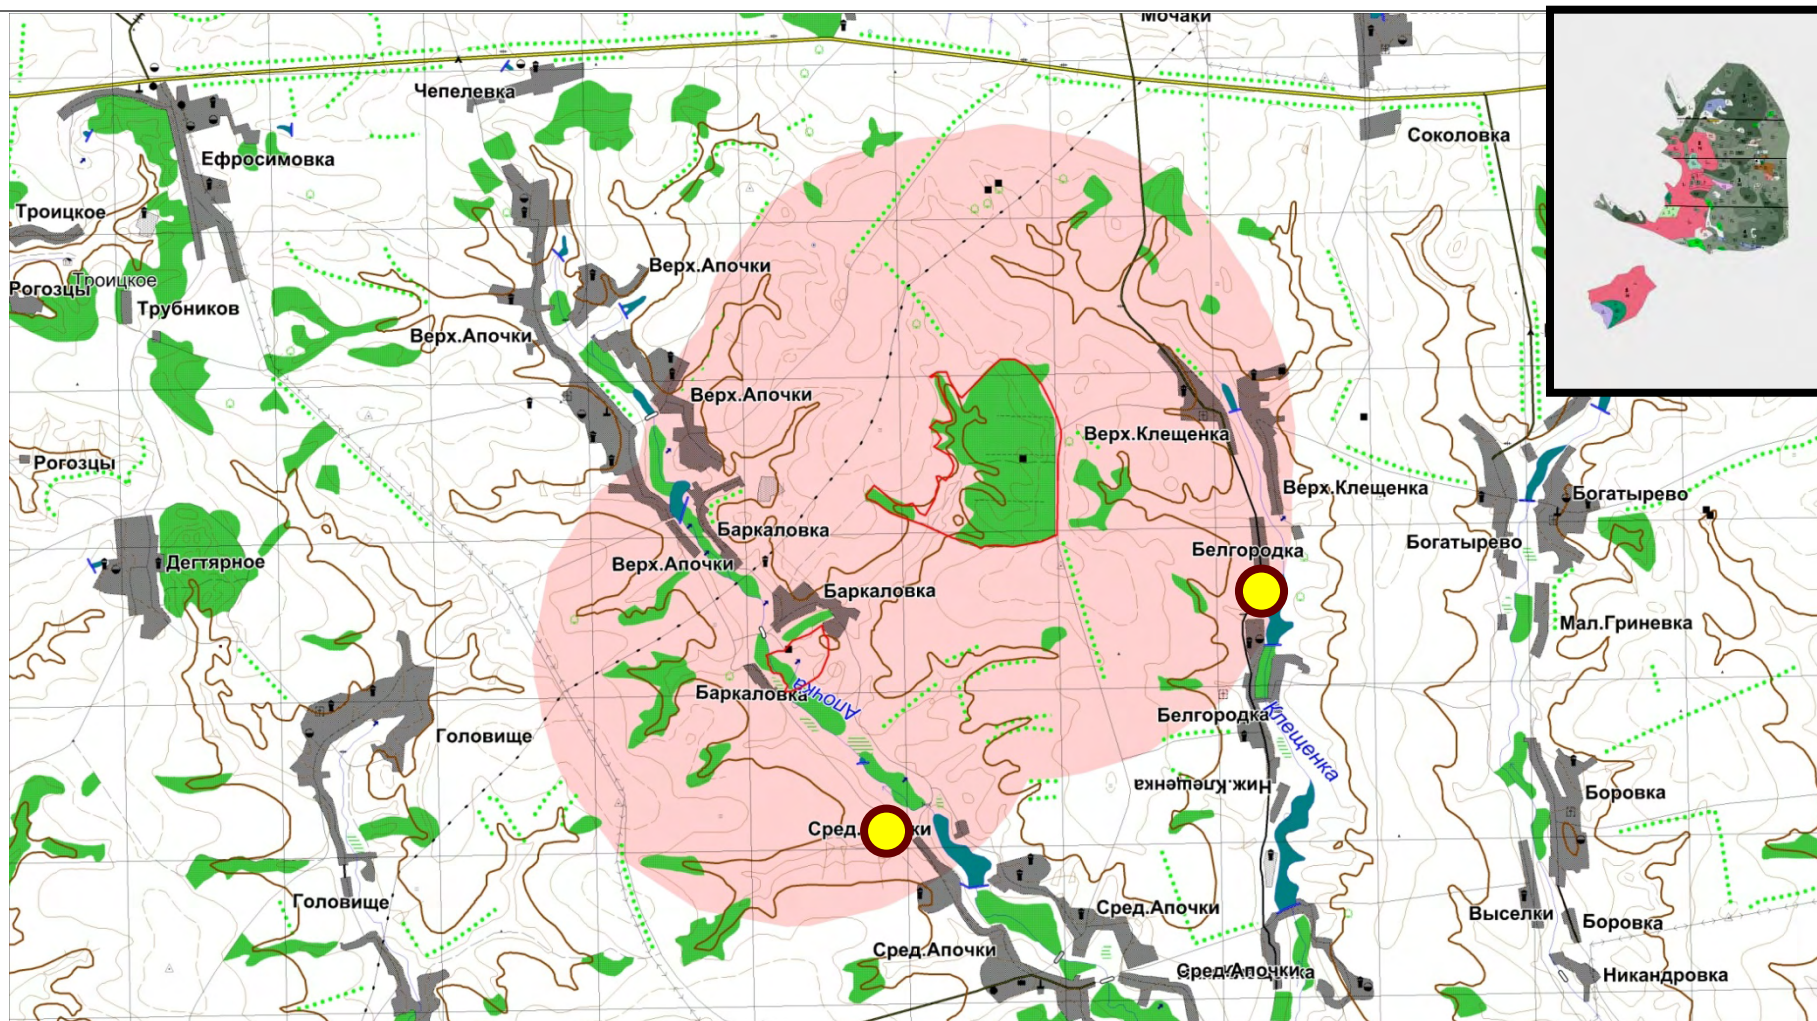 Мочаки
Чепелевка
Соколовка
Ефросимовка
Троицкое
Верх.Апочки
Троицкое
Рогозцы
Трубников
Верх.Апочки
Верх.Апочки
Верх.Клещенка
Рогозцы
Верх.Клещенка
Богатырево
Баркаловка
Богатырево
Белгородка
Дегтярное
Верх.Апочки
Баркаловка
Мал.Гриневка
Баркаловка
Апочка
Белгородка
Клещенка
Головище
Ниж.Клещенка
Боровка
Сред. ки
Головище
Сред.Апочки
Выселки
Боровка
Сред.Апочки
Сред.Апочки
Никандровка